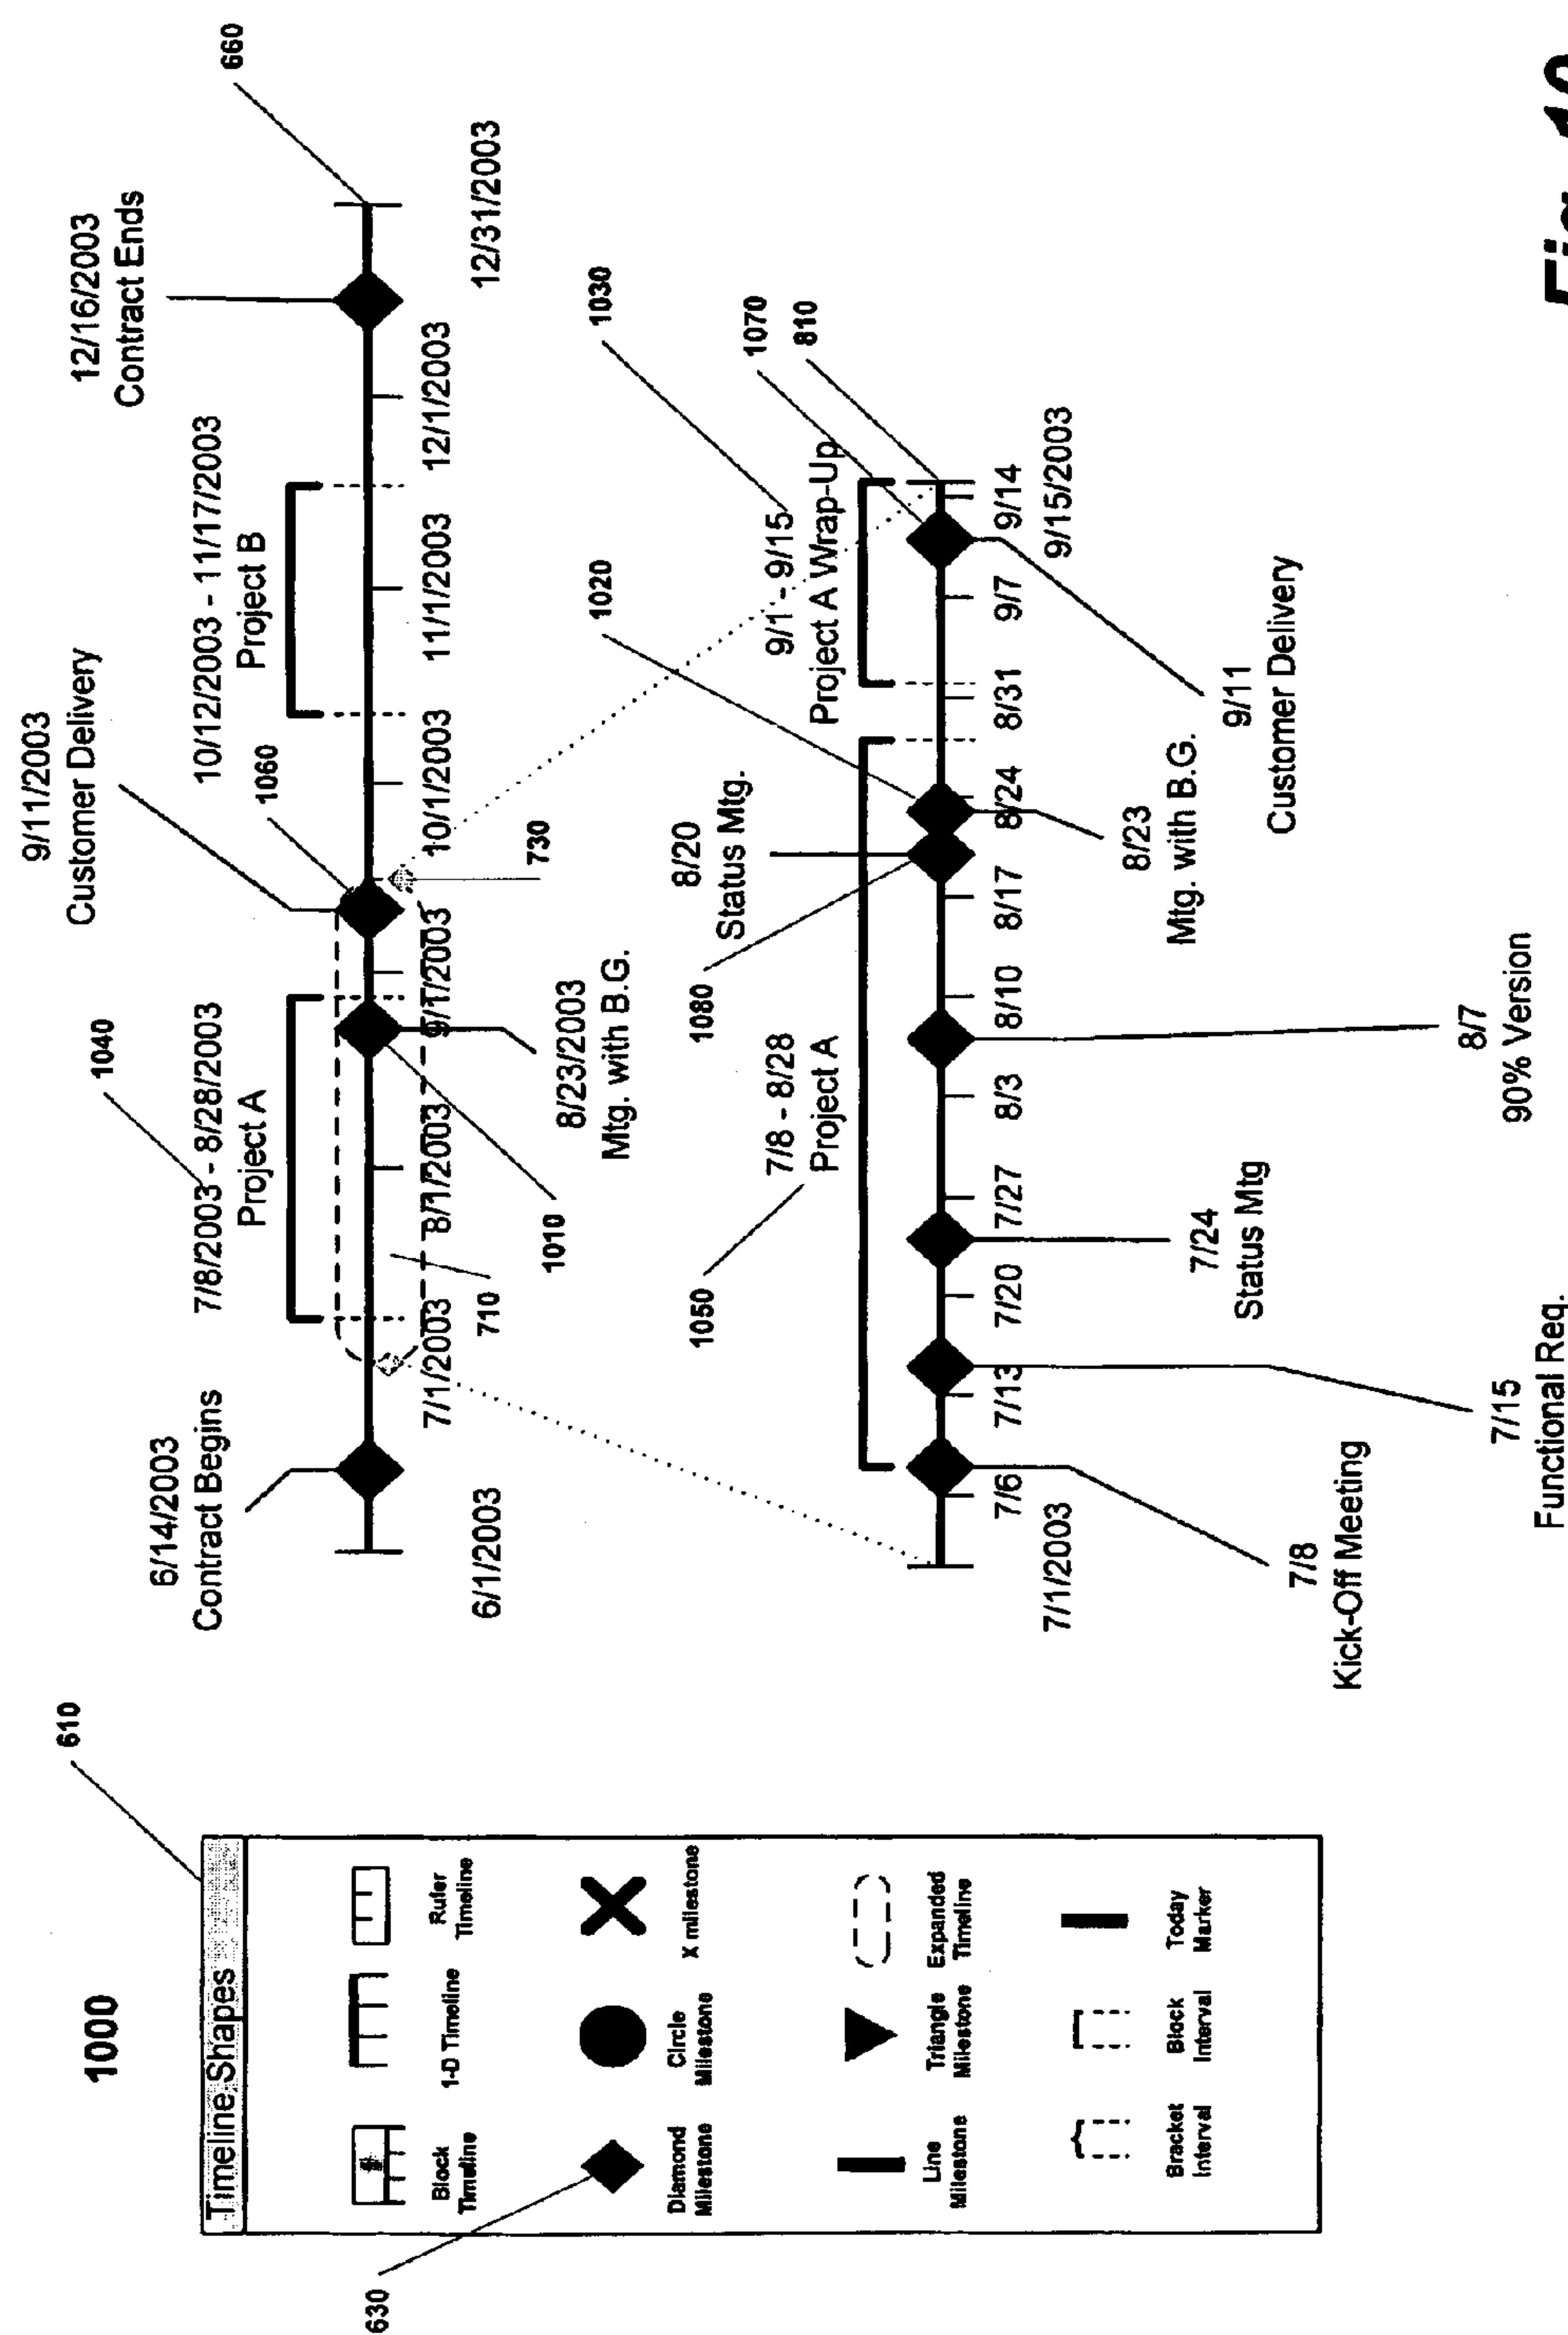 1000
610
Timeline Shapes
Block
Timeline
1-D Timeline
Ruler
Timeline
630
Diamond
Milestone
Circle
Milestone
X milestone
Line
Milestone
Triangle
Milestone
Expanded
Timeline
Bracket
Interval
Block
Interval
Today
Marker
6/14/2003
Contract Begins
1040
7/8/2003 - 8/28/2003
Project A
9/11/2003
Customer Delivery
1060
10/12/2003 - 11/17/2003
Project B
12/16/2003
Contract Ends
660
6/1/2003
7/1/2003
8/1/2003
9/1/2003
10/1/2003
11/1/2003
12/1/2003
12/31/2003
710
1010
8/23/2003
Mtg. with B.G.
730
1050
7/8 - 8/28
Project A
1080
8/20
Status Mtg.
1020
9/1 - 9/15
Project A Wrap-Up
1030
1070
810
7/1/2003
7/6
7/13
7/20
7/27
8/3
8/10
8/17
8/24
8/31
9/7
9/14
9/15/2003
7/8
Kick-Off Meeting
7/15
Functional Req.
7/24
Status Mtg
8/7
90% Version
8/23
Mtg. with B.G.
9/11
Customer Delivery